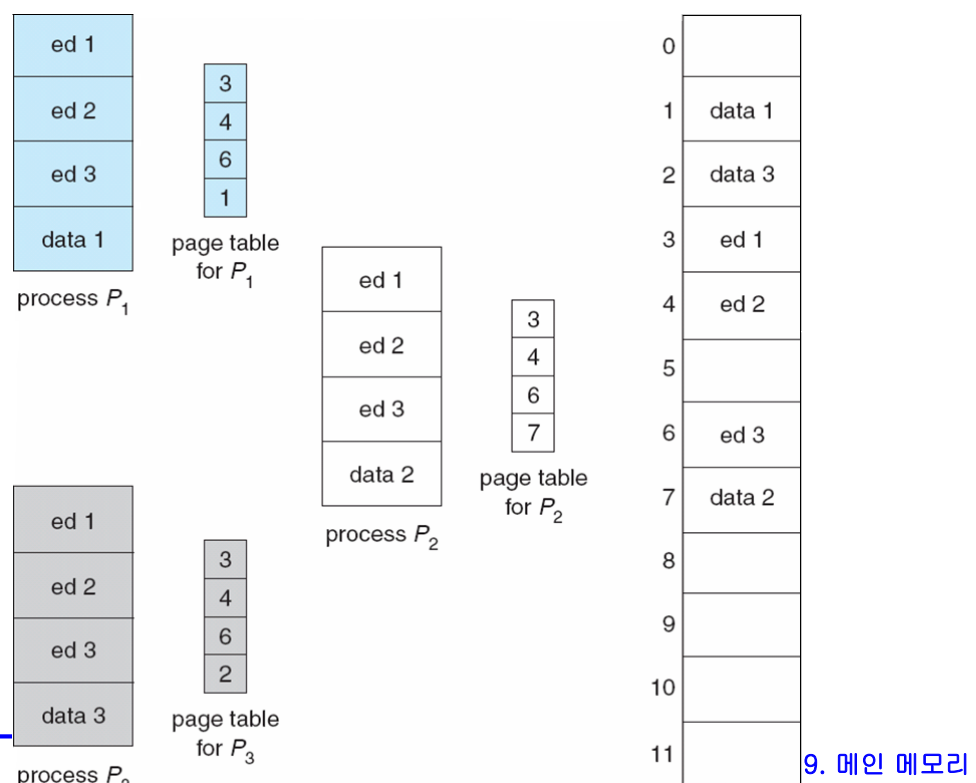 ed 1
ed 2
ed 3
data 1
process P1
3
4
6
1
page table
for P1
ed 1
ed 2
ed 3
data 2
process P2
3
4
6
7
page table
for P2
ed 1
ed 2
ed 3
data 3
process P
3
4
6
2
page table
for P3
0
1 data 1
2 data 3
3 ed 1
4 ed 2
5
6 ed 3
7 data 2
8
9
10
11
9. 메인 메모리